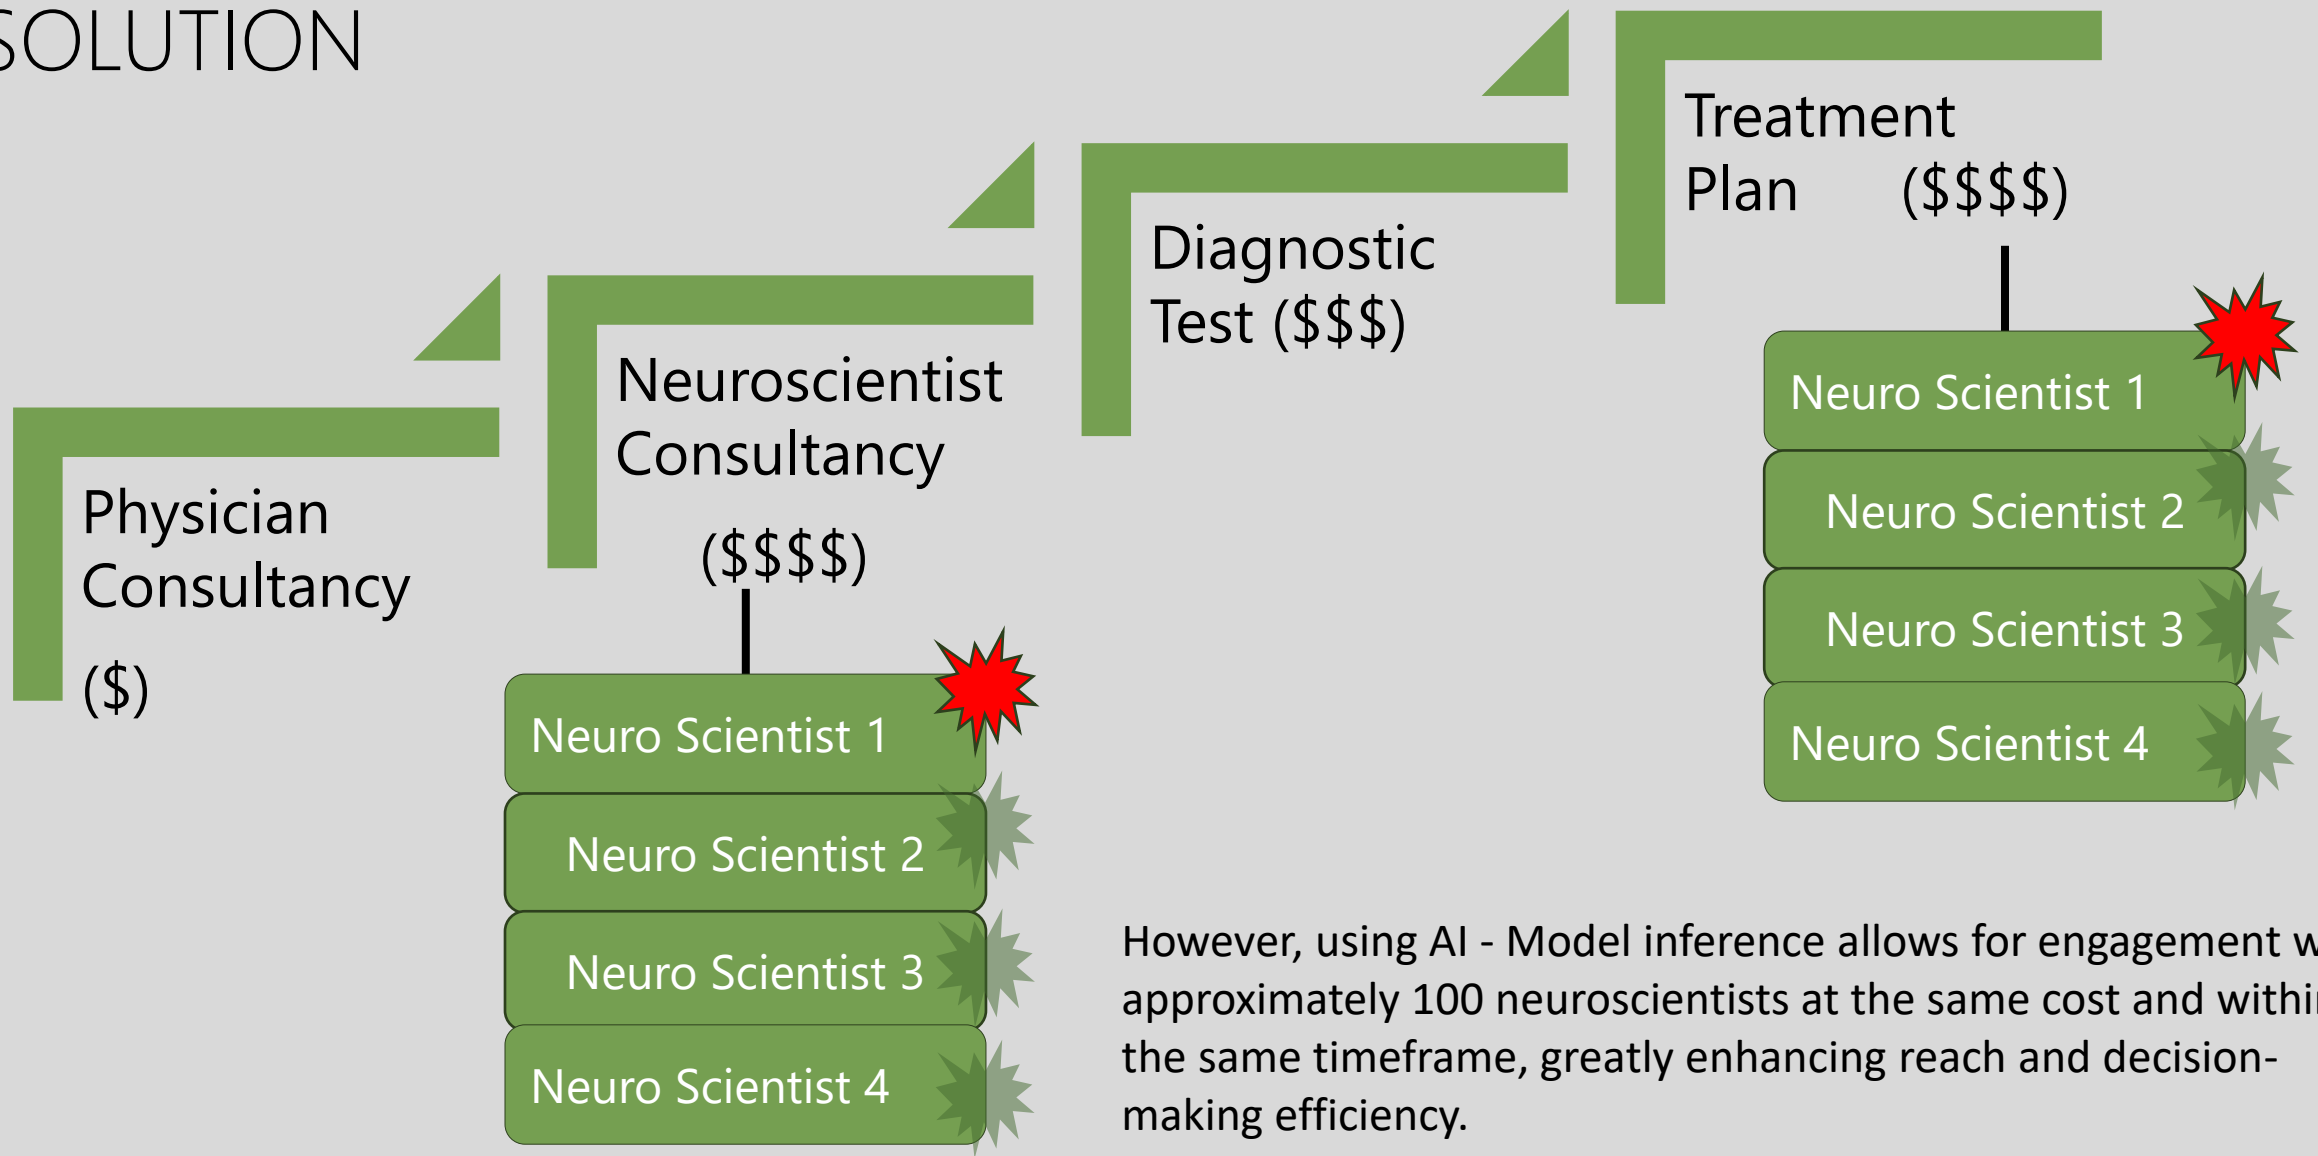 SOLUTION
Physician
Consultancy
($)
Neuroscientist
Consultancy
($$$$)
Neuro Scientist 1
Neuro Scientist 2
Neuro Scientist 3
Neuro Scientist 4
Diagnostic
Test ($$$)
Treatment
Plan ($$$$)
Neuro Scientist 1
Neuro Scientist 2
Neuro Scientist 3
Neuro Scientist 4
However, using AI - Model inference allows for engagement
approximately 100 neuroscientists at the same cost and within
the same timeframe, greatly enhancing reach and decision-
making efficiency.